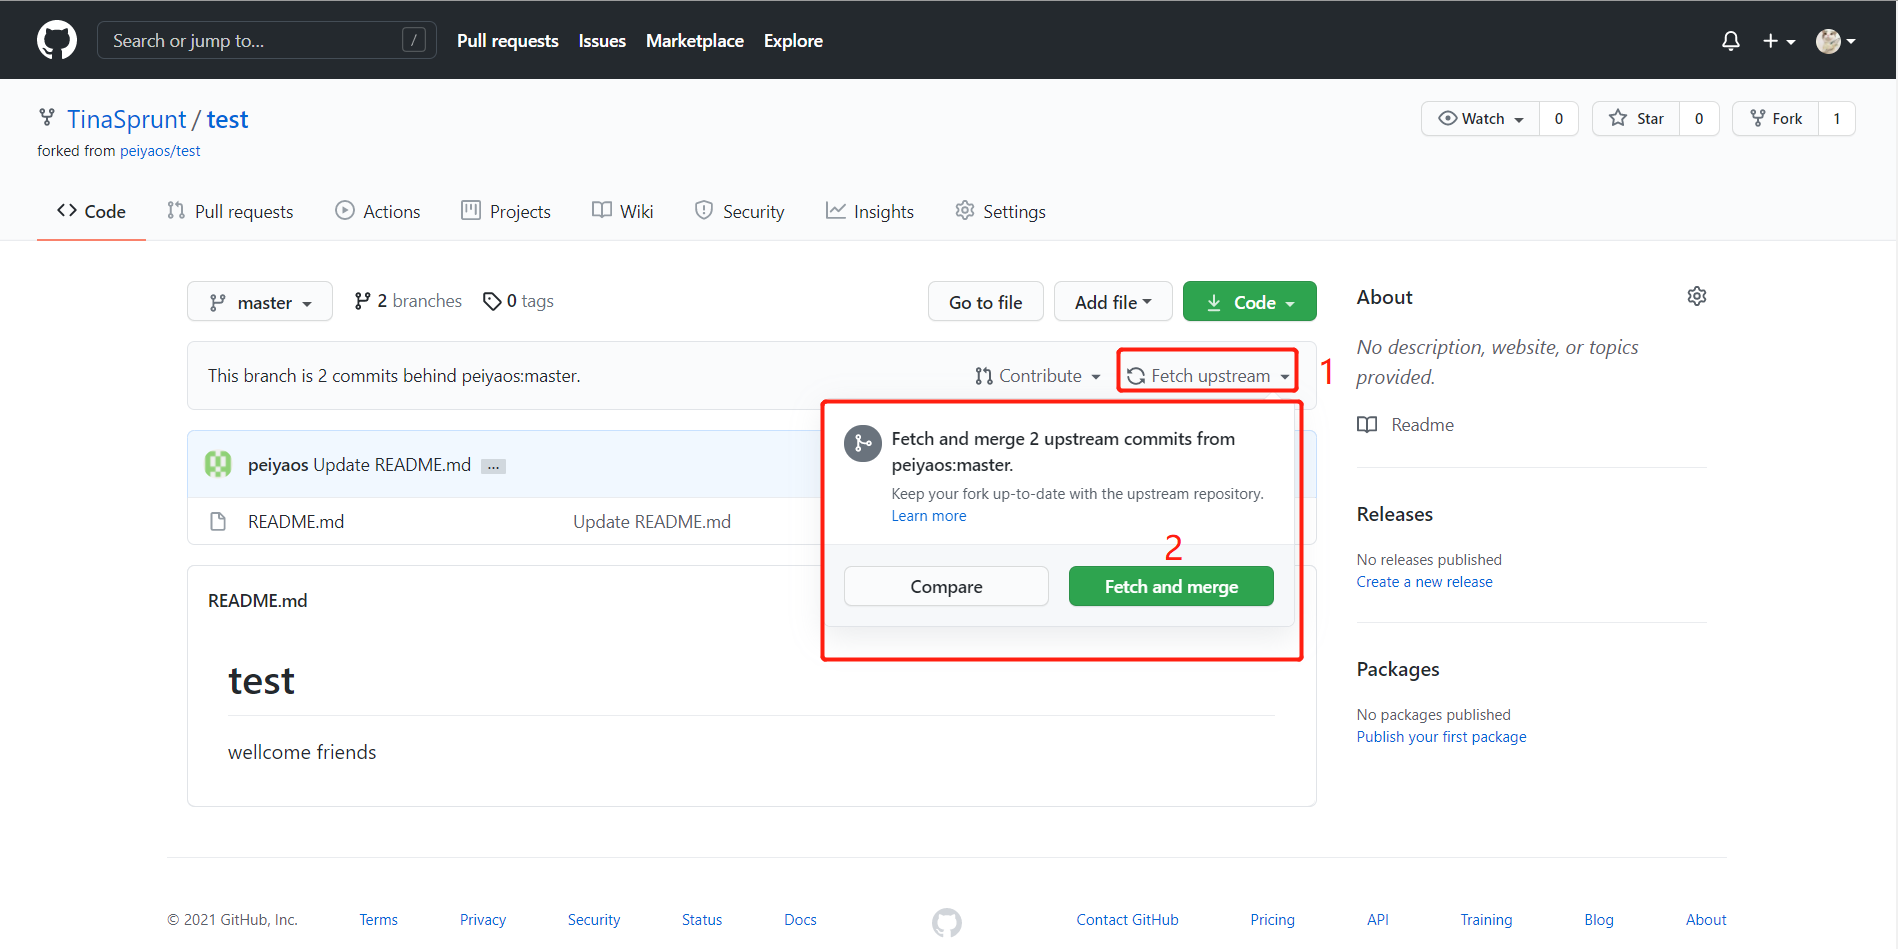 Search or jump to... /
Pull requests Issues Marketplace Explore
TinaSprunt / test
forked from peiyaos/test
Watch 0 Star 0 Fork 1
Code Pull requests Actions Projects Wiki Security Insights Settings
master 2 branches 0 tags
Go to file Add file Code
This branch is 2 commits behind peiyaos:master.
Contribute Fetch upstream 1
Fetch and merge 2 upstream commits from
peiyaos:master.
Keep your fork up-to-date with the upstream repository.
Learn more
2
Compare Fetch and merge
peiyaos Update README.md ...
README.md Update README.md
README.md
test
wellcome friends
About
No description, website, or topics
provided.
Readme
Releases
No releases published
Create a new release
Packages
No packages published
Publish your first package
© 2021 GitHub, Inc. Terms Privacy Security Status Docs Contact GitHub Pricing API Training Blog About